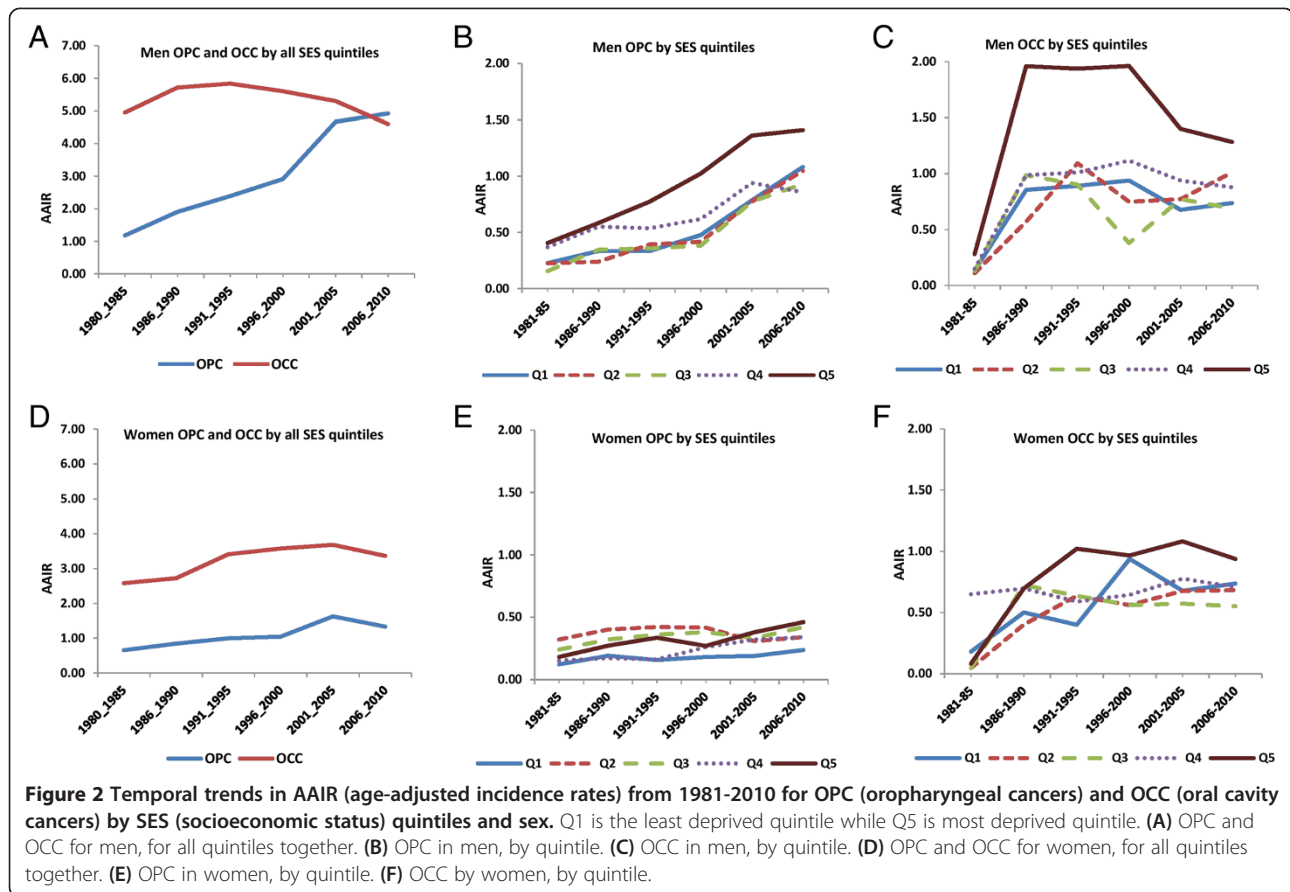 A
Men OPC and OCC by all SES quintiles
7.00
6.00
5.00
4.00
3.00
2.00
1.00
0.00
AAIR
1980_1985
1986_1990
1991_1995
1996_2000
2001_2005
2006_2010
OPC OCC
B
Men OPC by SES quintiles
2.00
1.50
1.00
0.50
0.00
AAIR
1981-85
1986-1990
1991-1995
1996-2000
2001-2005
2006-2010
Q1 Q2 Q3 Q4 Q5
C
Men OCC by SES quintiles
2.00
1.50
1.00
0.50
0.00
AAIR
1981-85
1986-1990
1991-1995
1996-2000
2001-2005
2006-2010
Q1 Q2 Q3 Q4 Q5
D
Women OPC and OCC by all SES quintiles
7.00
6.00
5.00
4.00
3.00
2.00
1.00
0.00
AAIR
1980_1985
1986_1990
1991_1995
1996_2000
2001_2005
2006_2010
OPC OCC
E
Women OPC by SES quintiles
2.00
1.50
1.00
0.50
0.00
AAIR
1981-85
1986-1990
1991-1995
1996-2000
2001-2005
2006-2010
Q1 Q2 Q3 Q4 Q5
F
Women OCC by SES quintiles
2.00
1.50
1.00
0.50
0.00
AAIR
1981-85
1986-1990
1991-1995
1996-2000
2001-2005
2006-2010
Q1 Q2 Q3 Q4 Q5
Figure 2 Temporal trends in AAIR (age-adjusted incidence rates) from 1981-2010 for OPC (oropharyngeal cancers) and OCC (oral cavity
cancers) by SES (socioeconomic status) quintiles and sex. Q1 is the least deprived quintile while Q5 is most deprived quintile. (A) OPC and
OCC for men, for all quintiles together. (B) OPC in men, by quintile. (C) OCC in men, by quintile. (D) OPC and OCC for women, for all quintiles
together. (E) OPC in women, by quintile. (F) OCC by women, by quintile.